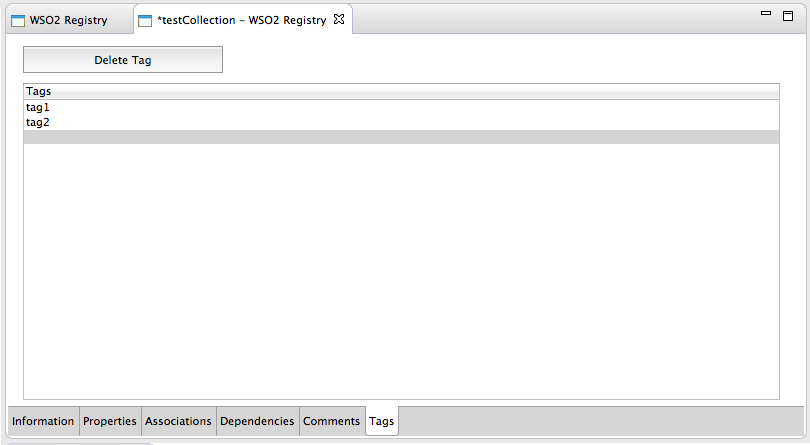 WSO2 Registry
*testCollection – WSO2 Registry
Delete Tag
Tags
tag1
tag2
Information Properties Associations Dependencies Comments Tags